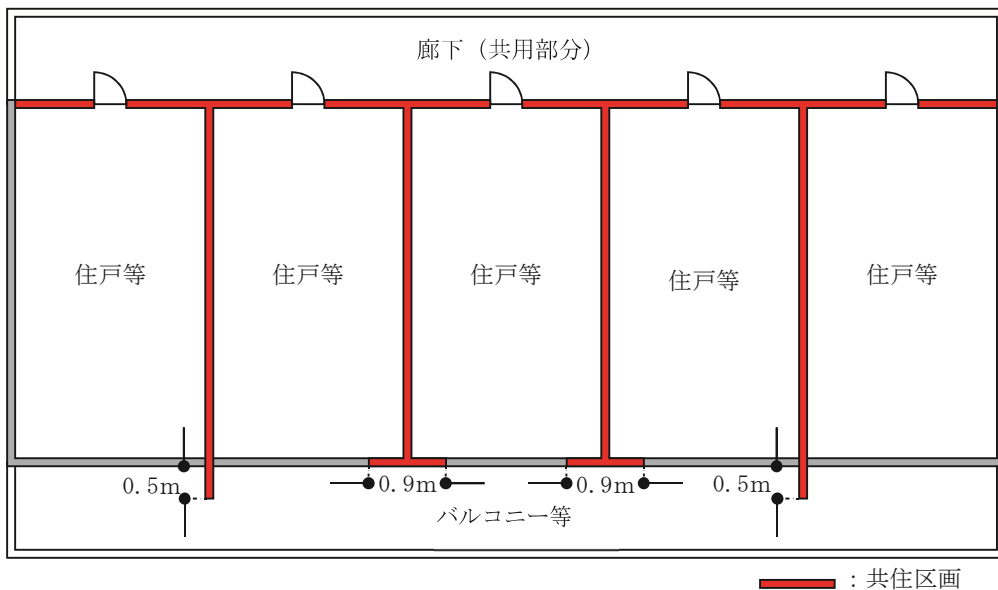 廊下（共用部分）
住戸等
住戸等
住戸等
住戸等
住戸等
0.5m
0.9m
0.9m
0.5m
バルコニー等
：共住区画